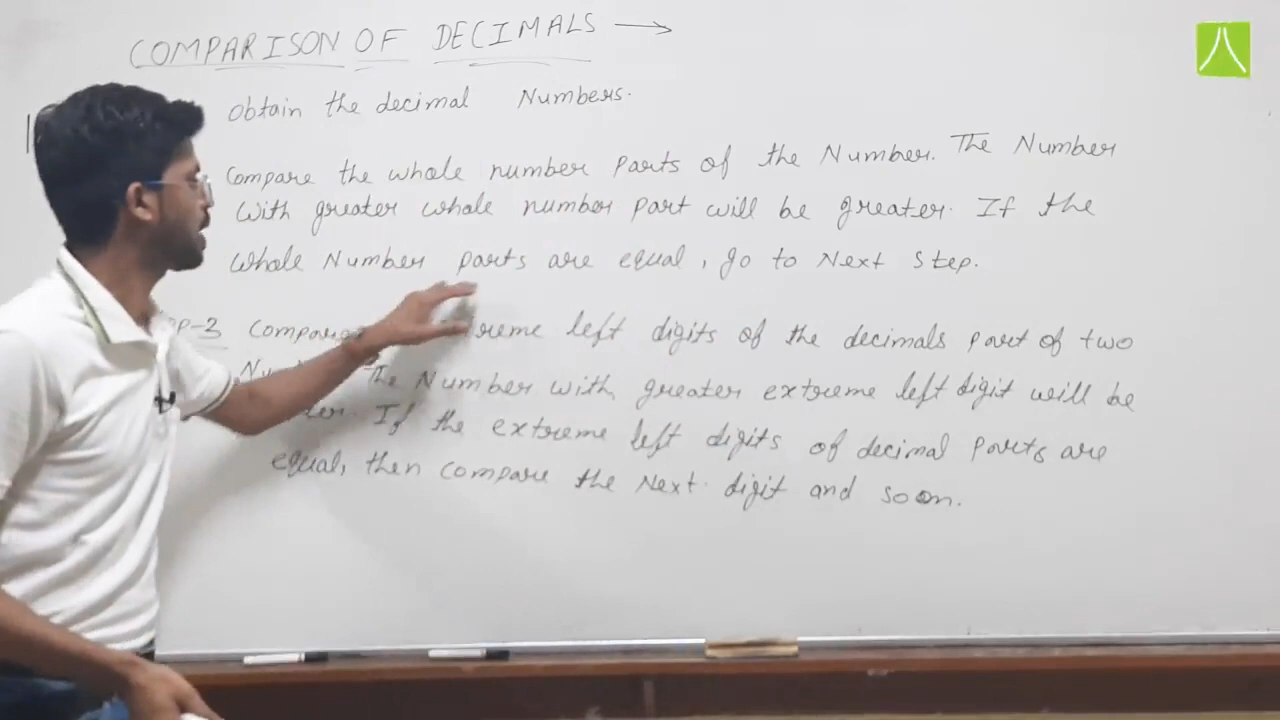 COMPARISON OF DECIMALS →
Obtain the decimal Numbers.
Compare the whole number parts of the Number. The Number
With greater whole number part will be greater. If the
whole Number parts are equal, go to Next Step.
P-3 left digits of the decimals part of two
The Number with greater extreme left digit will be
If the extreme left digits of decimal parts are
equal, then compare the Next digit and so on.